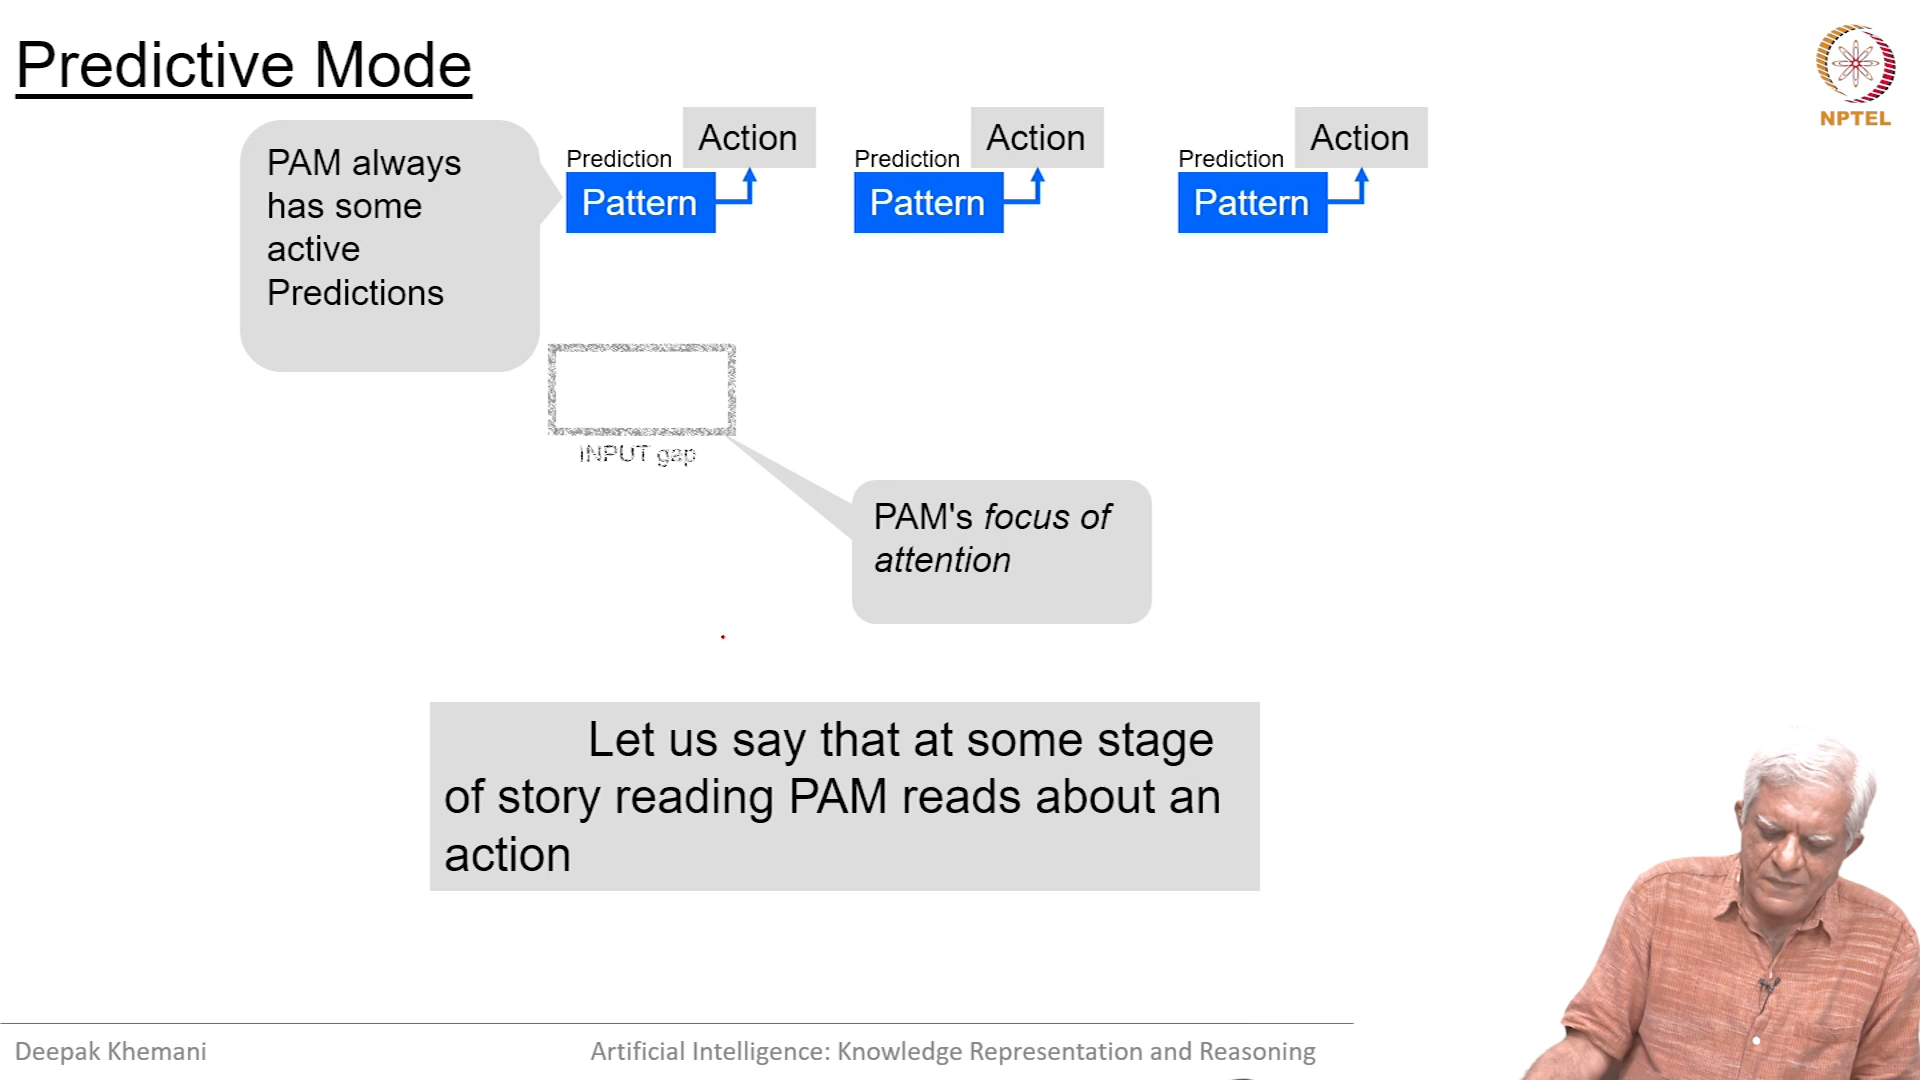 Predictive Mode
NPTEL
PAM always
has some
active
Predictions
Prediction
Action
Pattern
Prediction
Action
Pattern
Prediction
Action
Pattern
INPUT gap
PAM's focus of
attention
Let us say that at some stage
of story reading PAM reads about an
action
Deepak Khemani
Artificial Intelligence: Knowledge Representation and Reasoning